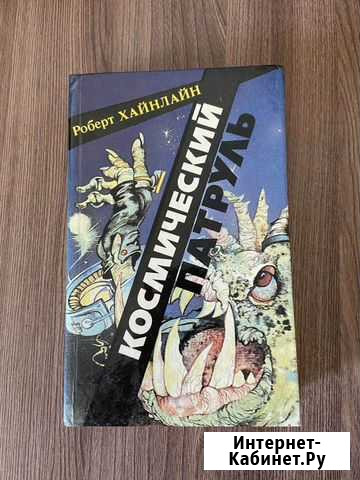 Роберт ХАЙНЛАЙН
КОСМИЧЕСКИЙ
ПАТРУЛЬ
Интернет-
Кабинет.Ру